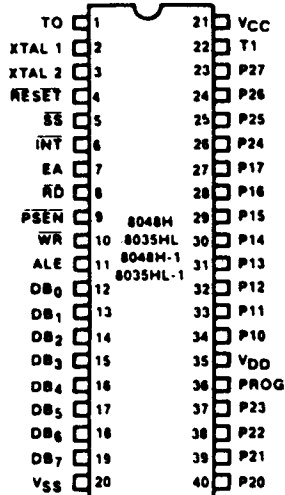 TO 1 21 VCC
XTAL 1 2 22 T1
XTAL 2 3 23 P27
RESET 4 24 P26
SS 5 25 P25
INT 6 26 P24
EA 7 27 P17
RD 8 28 P16
PSEN 9 29 P15
WR 10 30 P14
ALE 11 31 P13
DB0 12 32 P12
DB1 13 33 P11
DB2 14 34 P10
DB3 15 35 VDD
DB4 16 36 PROG
DB5 17 37 P23
DB6 18 38 P22
DB7 19 39 P21
VSS 20 40 P20
8048H
8035HL
8048H-1
8035HL-1